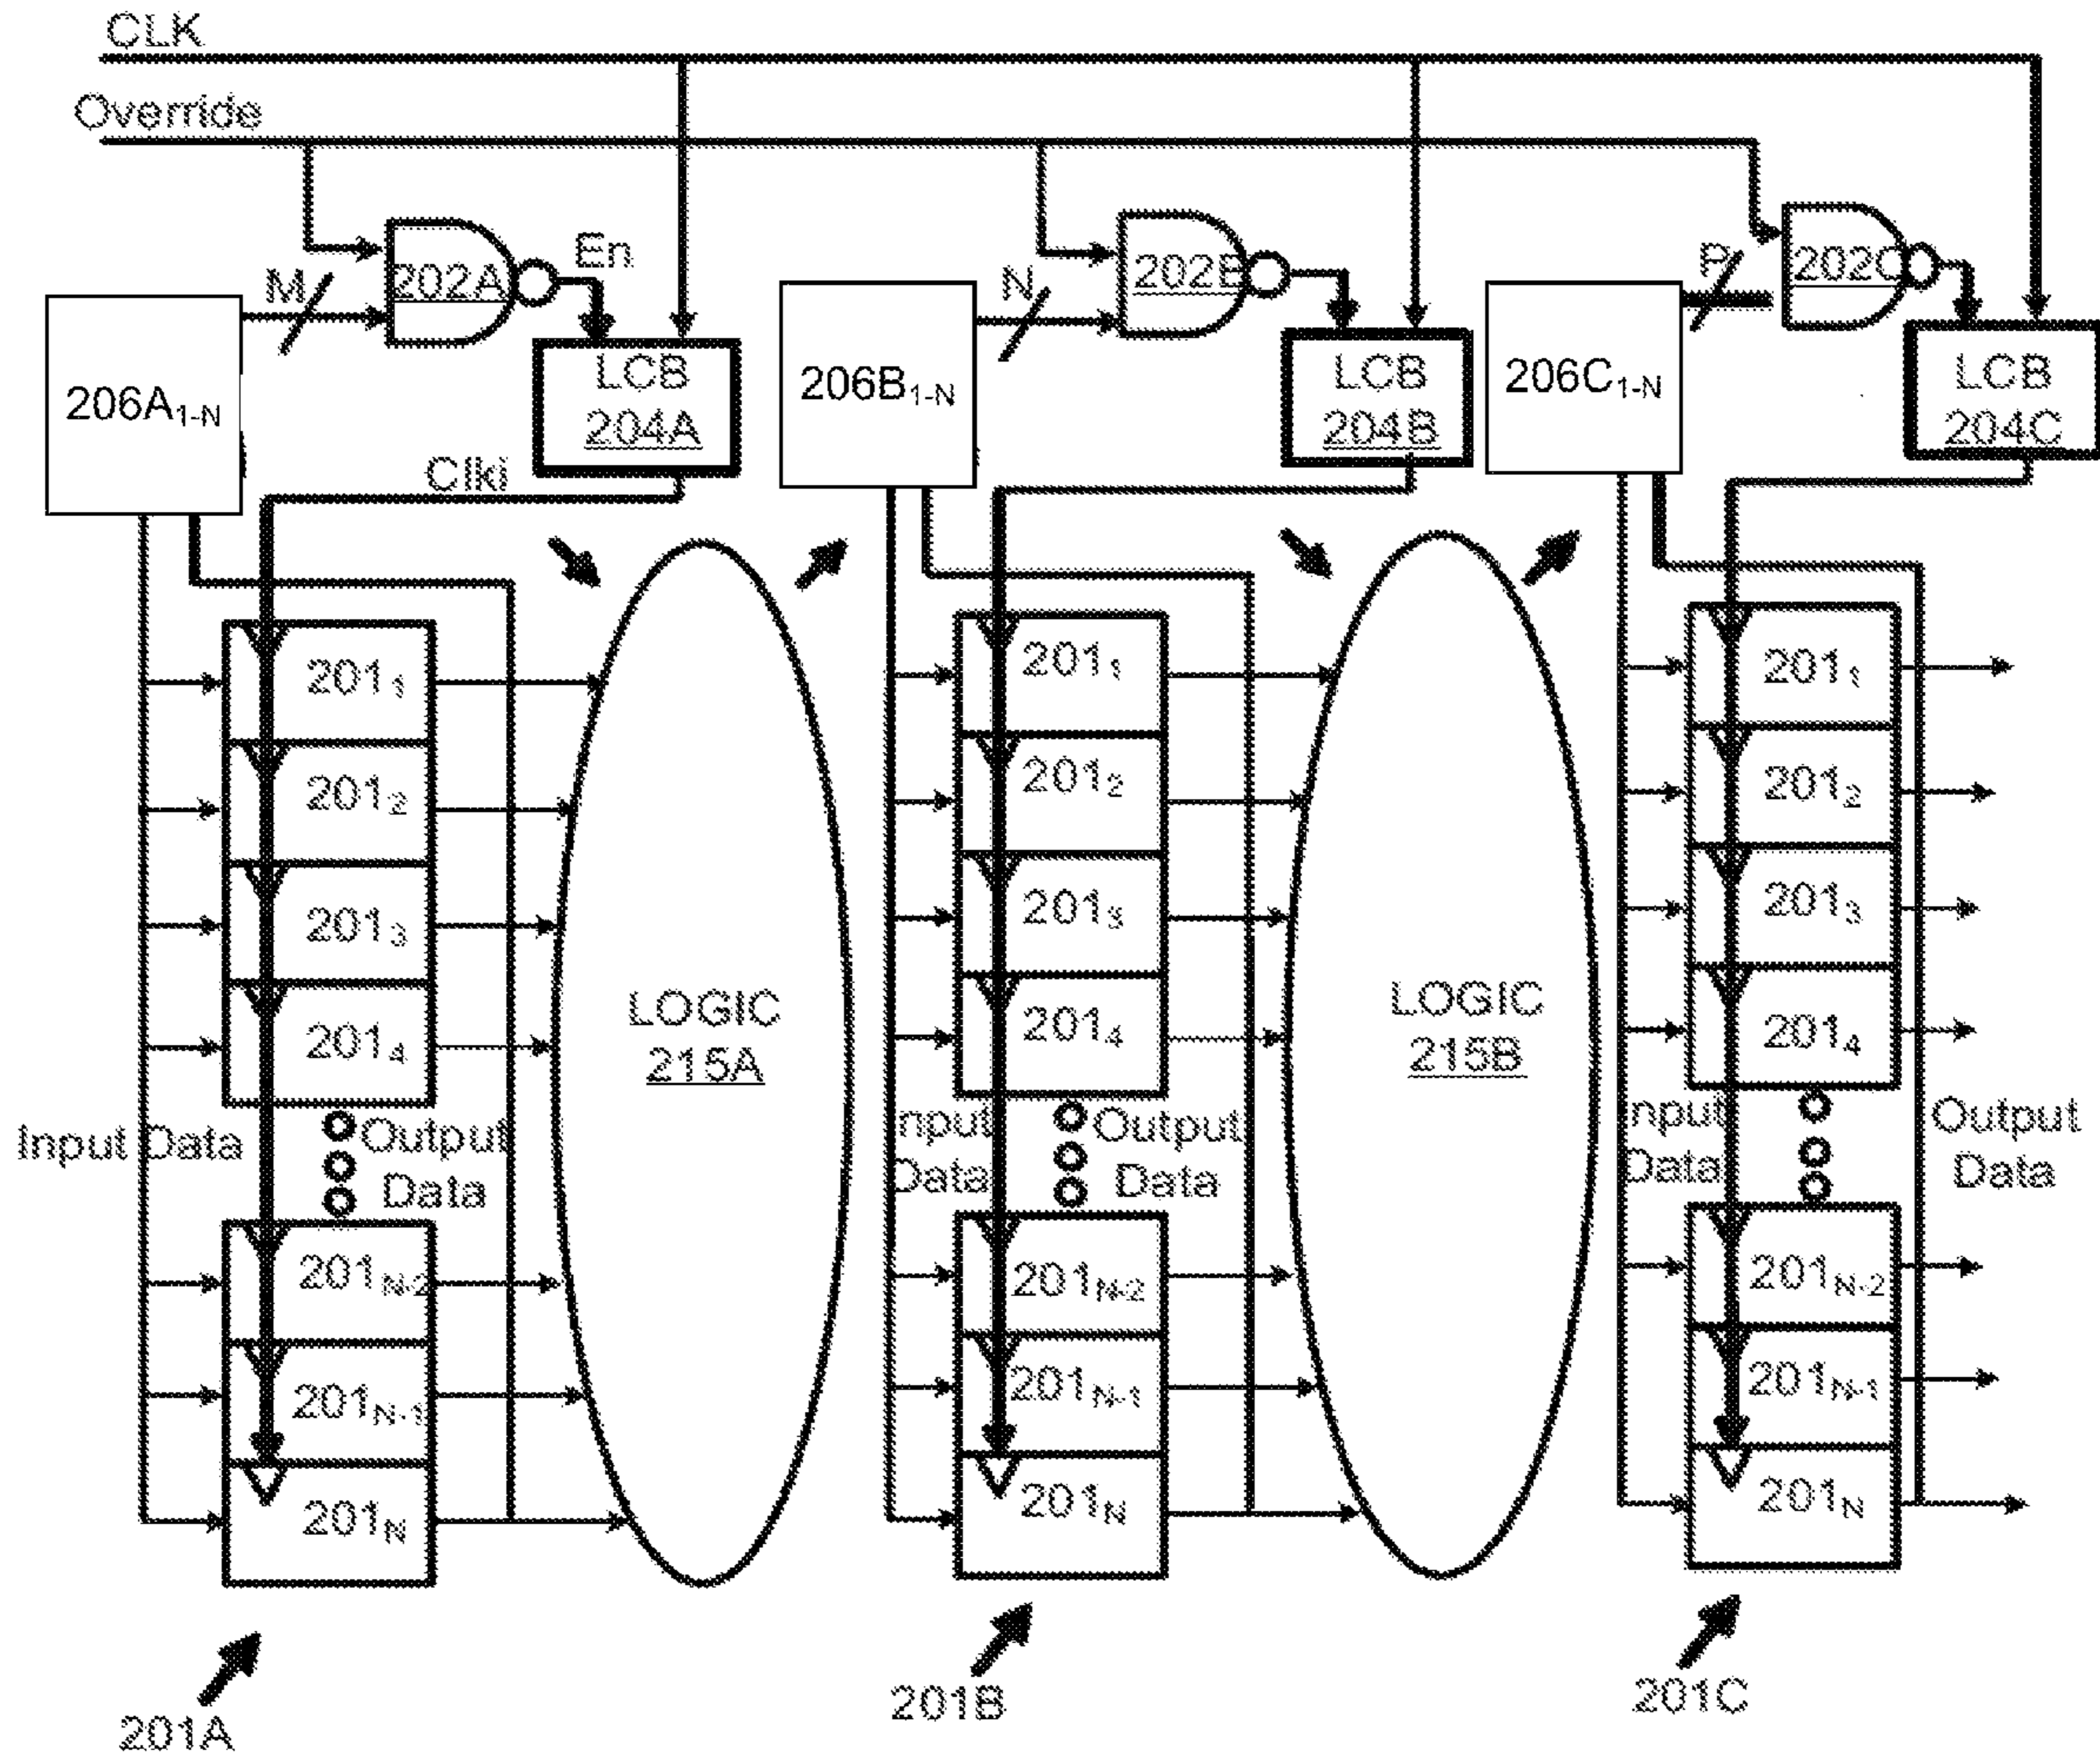 CLK
Override
M
202A
En
N
202B
P
202C
206A1-N
LCB
204A
206B1-N
LCB
204B
206C1-N
LCB
204C
Clki
201₁
201₂
201₃
201₄
Input Data
Output
Data
201N-2
201N-1
201N
201A
LOGIC
215A
201₁
201₂
201₃
201₄
Input
Data
Output
Data
201N-2
201N-1
201N
201B
LOGIC
215B
201₁
201₂
201₃
201₄
Input
Data
Output
Data
201N-2
201N-1
201N
201C